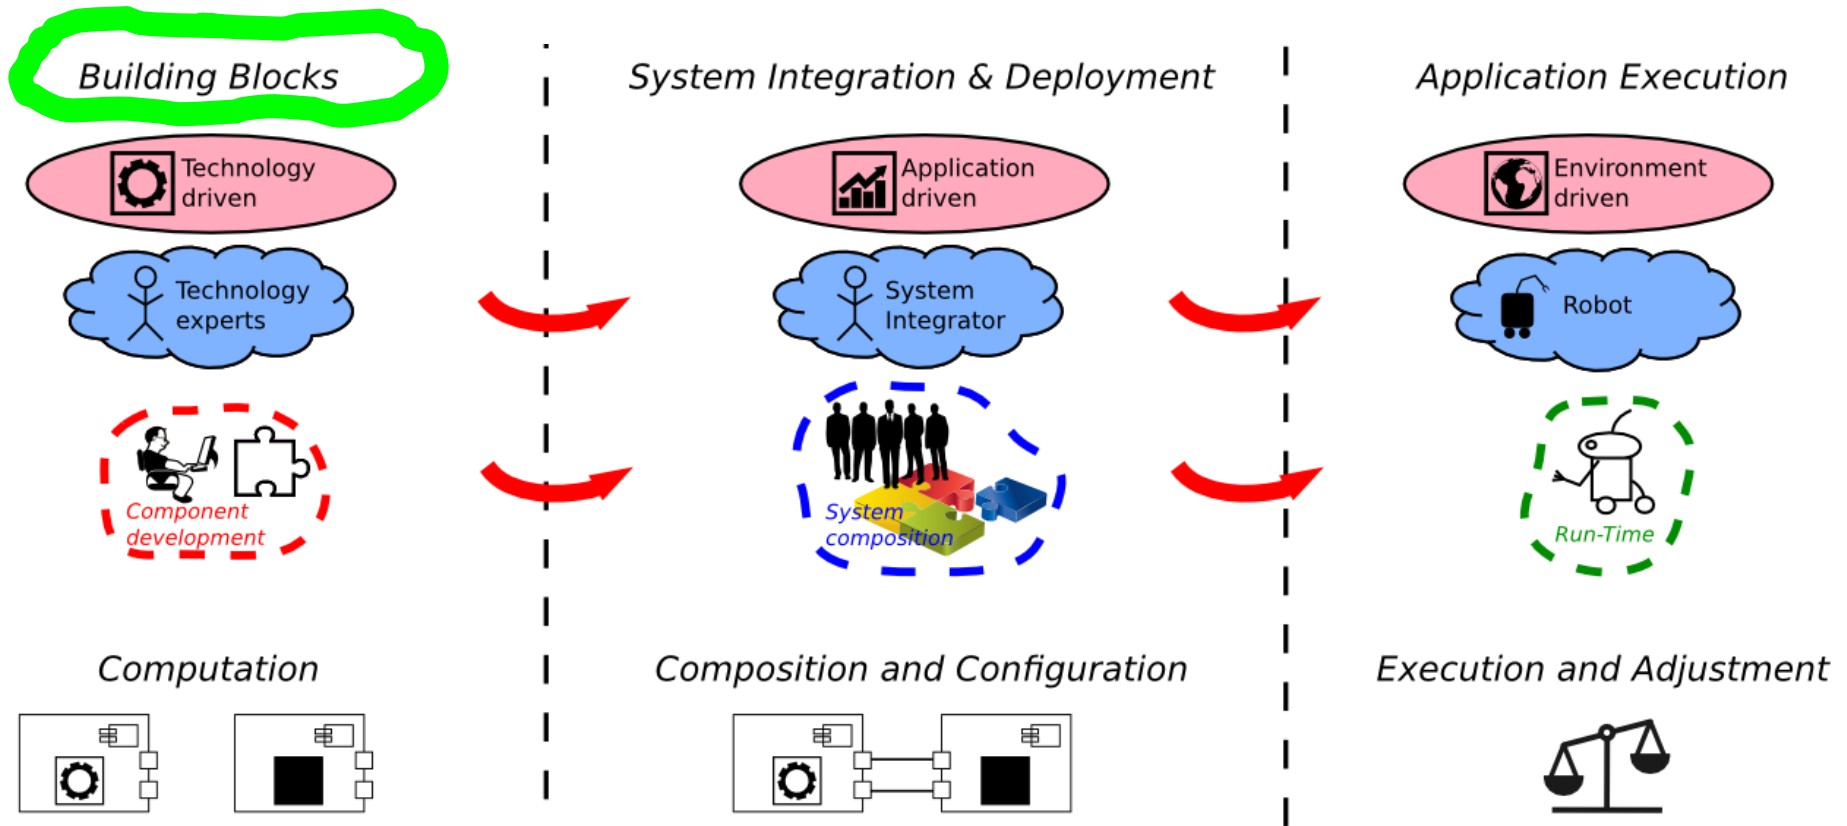 Building Blocks
System Integration & Deployment
Application Execution
Technology
driven
Application
driven
Environment
driven
Technology
experts
System
Integrator
Robot
Component
development
System
composition
Run-Time
Computation
Composition and Configuration
Execution and Adjustment